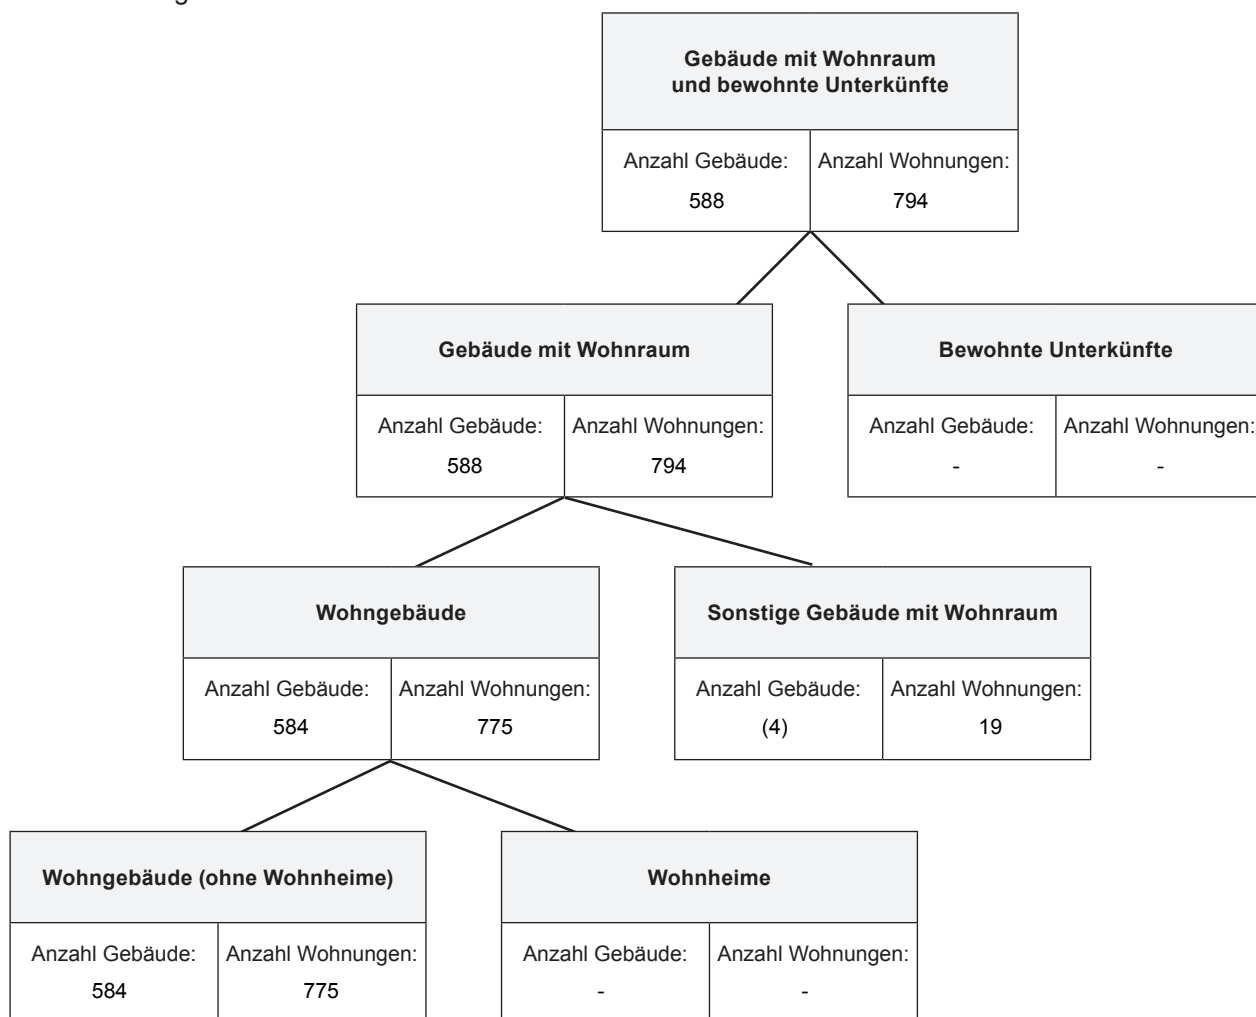 Gebäude mit Wohnraum
und bewohnte Unterkünfte
Anzahl Gebäude: Anzahl Wohnungen:
588 794
Gebäude mit Wohnraum
Anzahl Gebäude: Anzahl Wohnungen:
588 794
Bewohnte Unterkünfte
Anzahl Gebäude: Anzahl Wohnungen:
- -
Wohngebäude
Anzahl Gebäude: Anzahl Wohnungen:
584 775
Sonstige Gebäude mit Wohnraum
Anzahl Gebäude: Anzahl Wohnungen:
(4) 19
Wohngebäude (ohne Wohnheime)
Anzahl Gebäude: Anzahl Wohnungen:
584 775
Wohnheime
Anzahl Gebäude: Anzahl Wohnungen:
- -